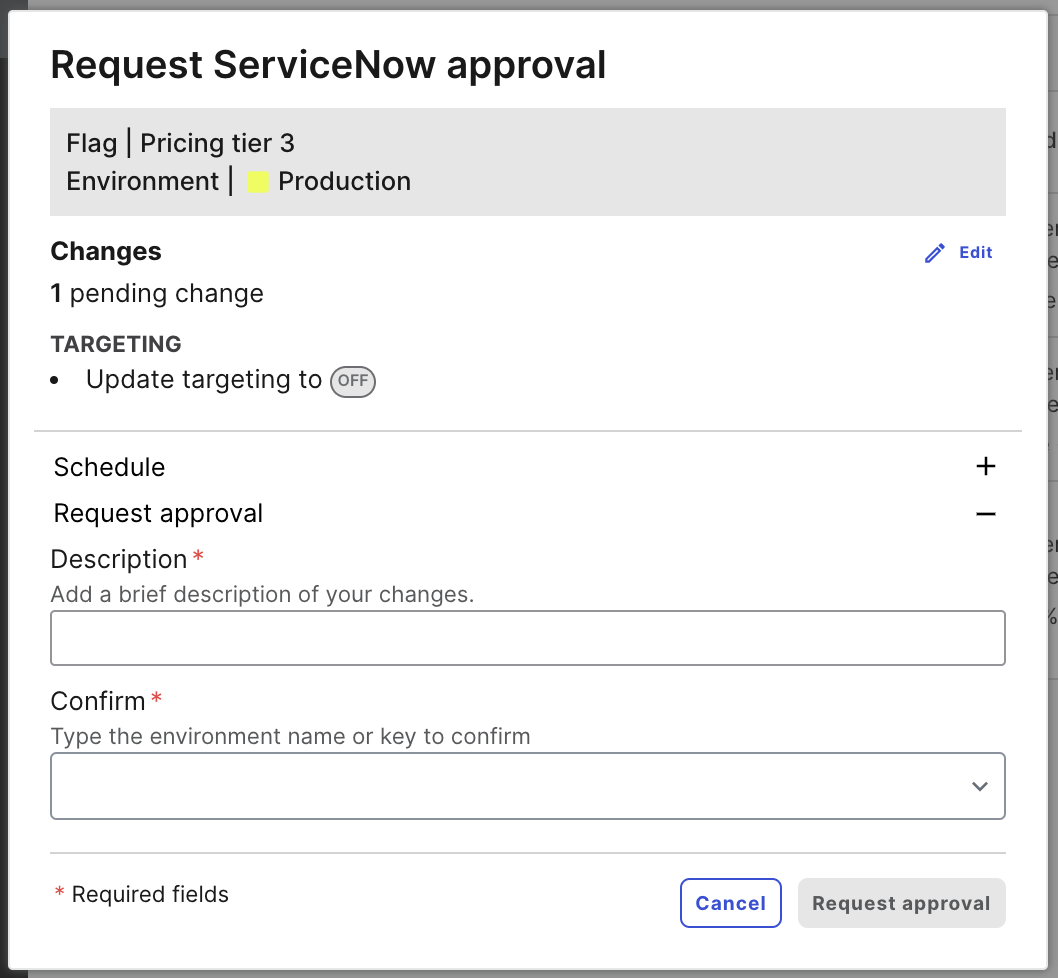 Request ServiceNow approval
Flag | Pricing tier 3
Environment | Production
Changes
Edit
1 pending change
TARGETING
• Update targeting to OFF
Schedule
Request approval
Description *
Add a brief description of your changes.
Confirm *
Type the environment name or key to confirm
* Required fields
Cancel
Request approval